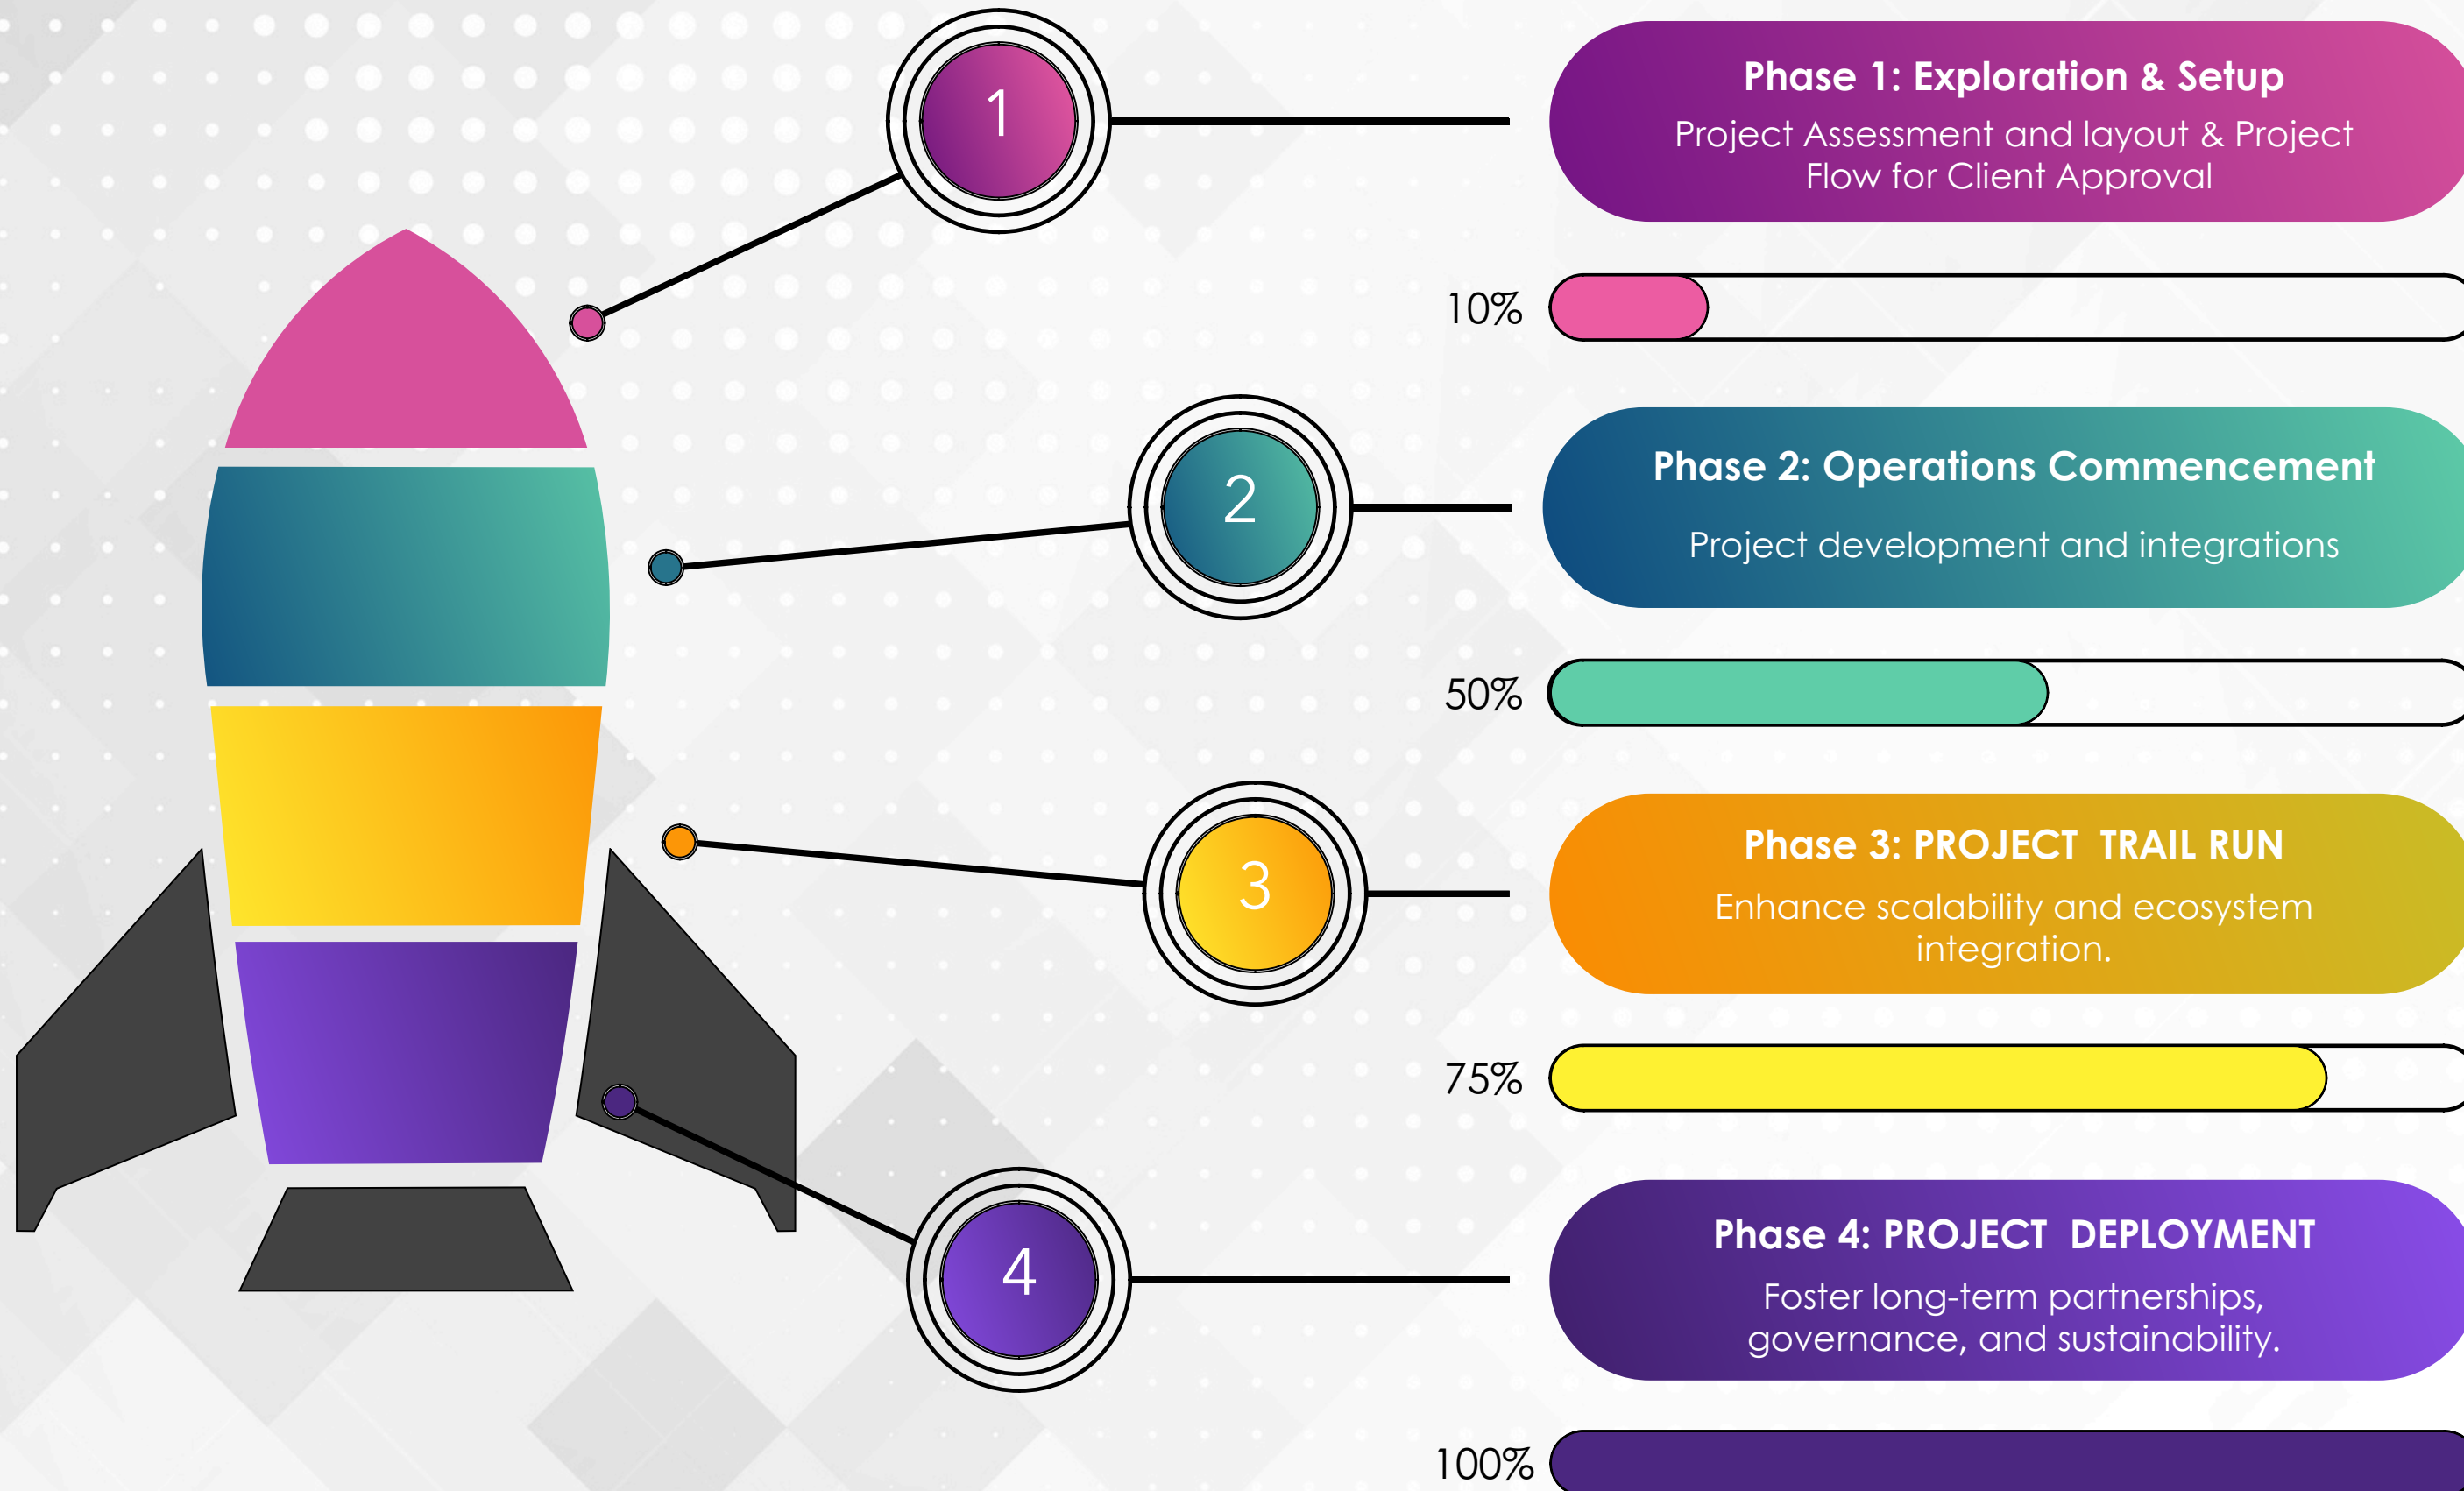 1
Phase 1: Exploration & Setup
Project Assessment and layout & Project
Flow for Client Approval
10%
2
Phase 2: Operations Commencement
Project development and integrations
50%
3
Phase 3: PROJECT TRAIL RUN
Enhance scalability and ecosystem
integration.
75%
4
Phase 4: PROJECT DEPLOYMENT
Foster long-term partnerships,
governance, and sustainability.
100%